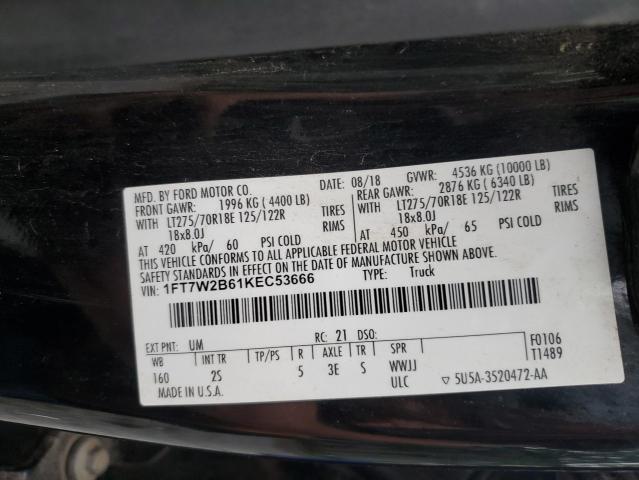 MFD. BY FORD MOTOR CO.
DATE: 08/18 GVWR: 4536 KG (10000 LB)
FRONT GAWR: 1996 KG ( 4400 LB)
REAR GAWR: 2876 KG ( 6340 LB)
WITH LT275/70R18E 125/122R TIRES
WITH LT275/70R18E 125/122R TIRES
18x8.0J RIMS
18x8.0J RIMS
AT 420 kPa/ 60 PSI COLD
AT 450 kPa/ 65 PSI COLD
THIS VEHICLE CONFORMS TO ALL APPLICABLE FEDERAL MOTOR VEHICLE
SAFETY STANDARDS IN EFFECT ON THE DATE OF MANUFACTURE SHOWN ABOVE.
VIN: 1FT7W2B61KEC53666 TYPE: Truck
F0106
T1489
EXT PNT: UM RC: 21 DSO:
WB INT TR TP/PS R AXLE TR SPR
160 2S 5 3E S WWJJ
ULC
MADE IN U.S.A.
▽ 5U5A-3520472-AA